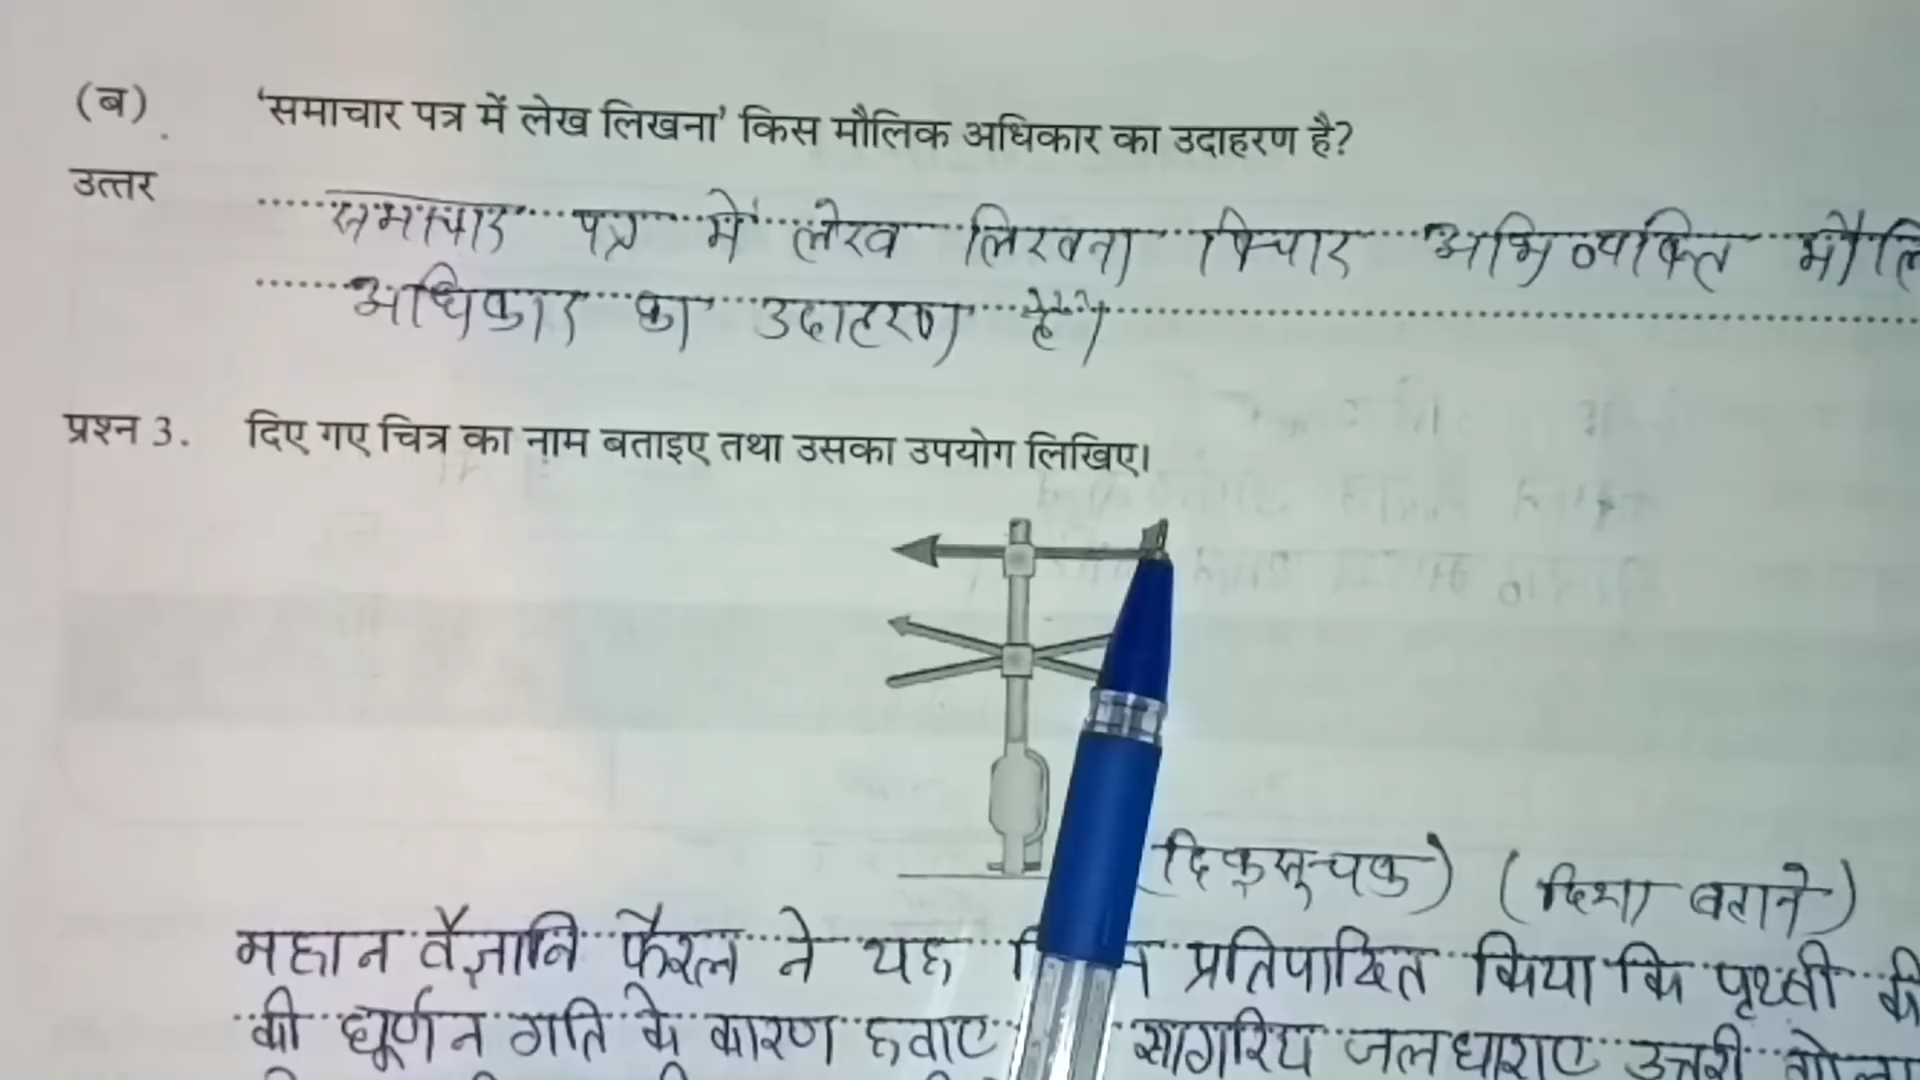 (ब) 'समाचार पत्र में लेख लिखना' किस मौलिक अधिकार का उदाहरण है?
उत्तर समाचार पत्र में लेख लिखना विचार अभिव्यक्ति मौलि
अधिकार का उदाहरण है।
प्रश्न 3. दिए गए चित्र का नाम बताइए तथा उसका उपयोग लिखिए।
(दिक्सूचक) (दिशा बताने)
महान वैज्ञानि फैरल ने यह प्रतिपादित किया कि पृथ्वी की
की घूर्णन गति के कारण हवाए सागरिय जलधाराए उत्तरी गोला